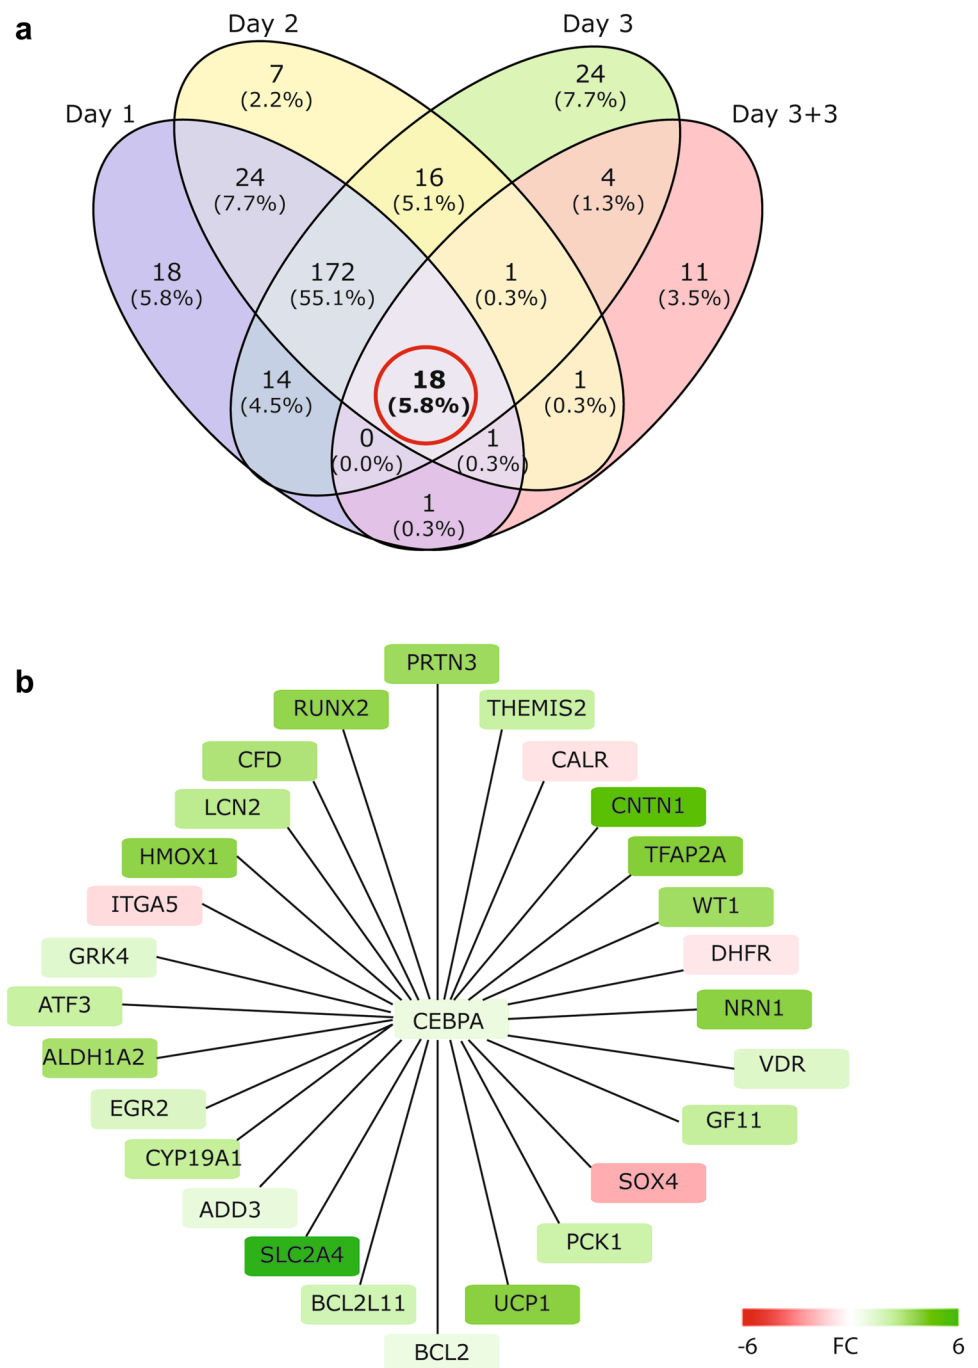 a
Day 2
Day 3
Day 1
Day 3+3
7
(2.2%)
24
(7.7%)
24
(7.7%)
16
(5.1%)
4
(1.3%)
18
(5.8%)
172
(55.1%)
1
(0.3%)
11
(3.5%)
14
(4.5%)
18
(5.8%)
1
(0.3%)
0
(0.0%)
1
(0.3%)
1
(0.3%)
b
PRTN3
RUNX2
THEMIS2
CFD
CALR
LCN2
CNTN1
HMOX1
TFAP2A
ITGA5
WT1
GRK4
DHFR
ATF3
NRN1
CEBPA
ALDH1A2
VDR
EGR2
GF11
CYP19A1
SOX4
ADD3
PCK1
SLC2A4
BCL2L11
UCP1
BCL2
-6 FC 6